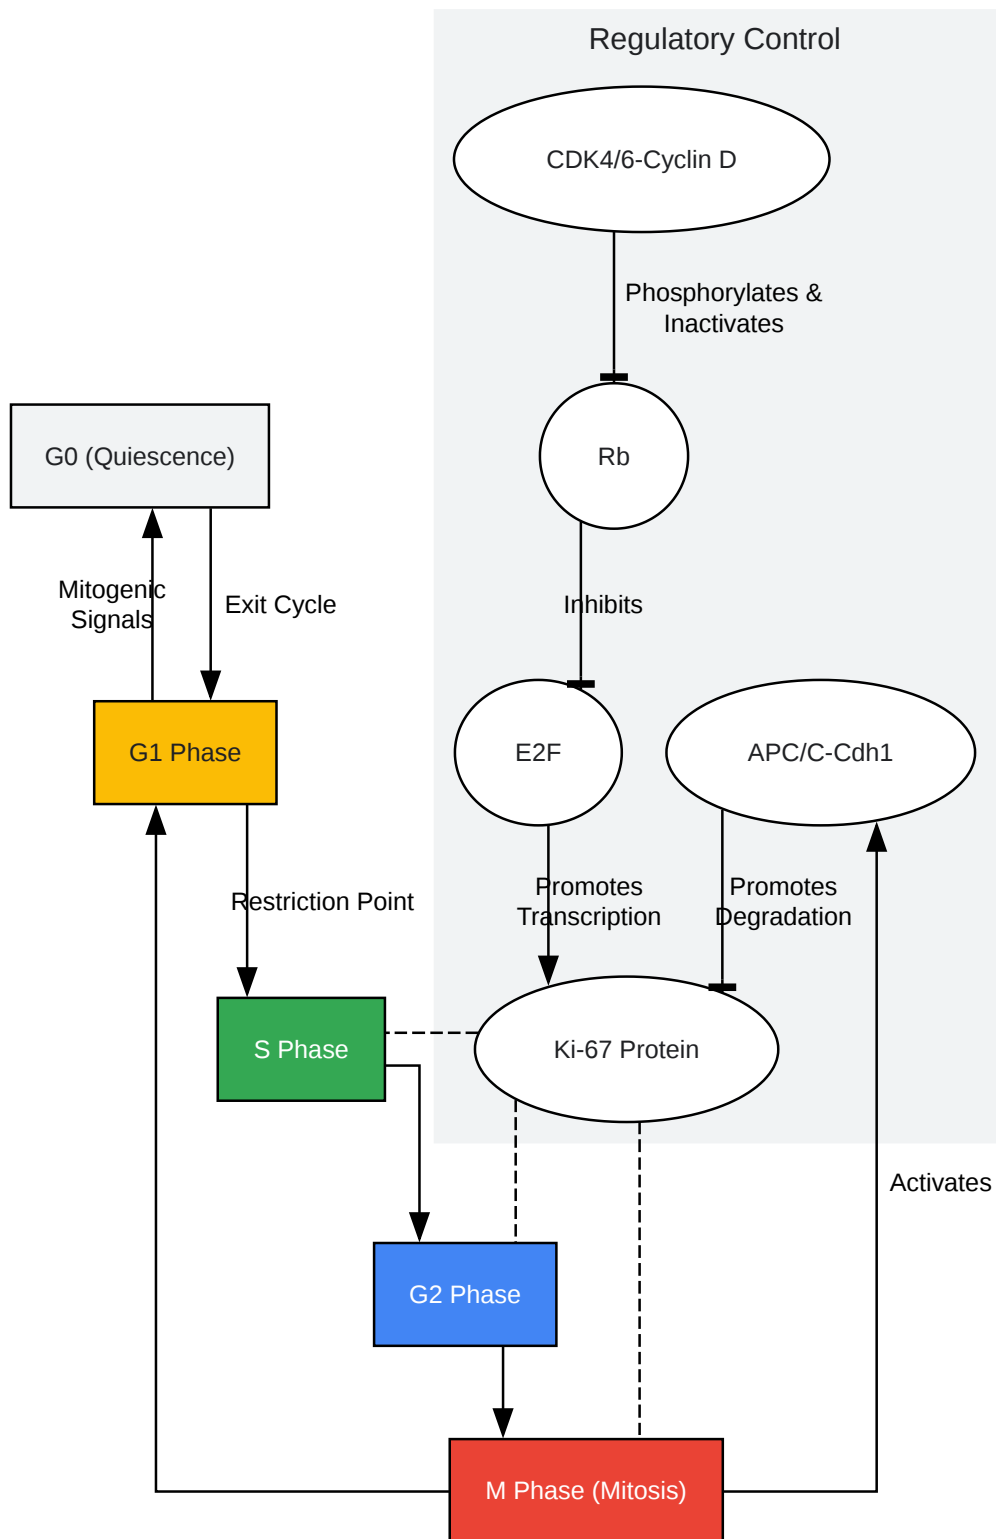 Regulatory Control
CDK4/6-Cyclin D
Phosphorylates &
Inactivates
G0 (Quiescence)
Rb
Mitogenic
Signals
Exit Cycle
Inhibits
G1 Phase
E2F
APC/C-Cdh1
Restriction Point
Promotes
Transcription
Promotes
Degradation
S Phase
Ki-67 Protein
Activates
G2 Phase
M Phase (Mitosis)